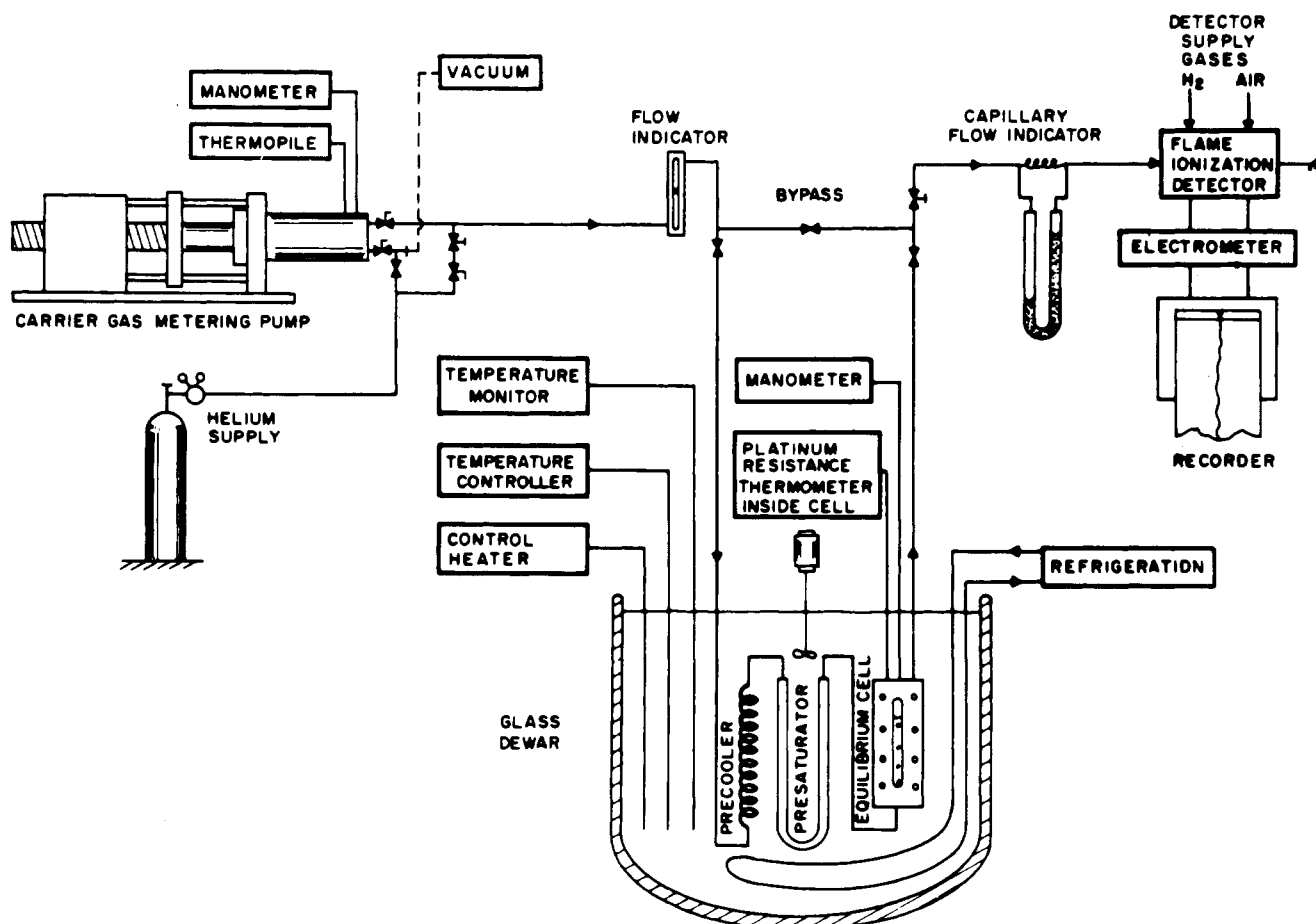 DETECTOR
SUPPLY
GASES
H2 AIR
VACUUM
MANOMETER
THERMOPILE
FLOW
INDICATOR
CAPILLARY
FLOW INDICATOR
FLAME
IONIZATION
DETECTOR
BYPASS
ELECTROMETER
CARRIER GAS METERING PUMP
HELIUM
SUPPLY
TEMPERATURE
MONITOR
MANOMETER
RECORDER
TEMPERATURE
CONTROLLER
PLATINUM
RESISTANCE
THERMOMETER
INSIDE CELL
CONTROL
HEATER
REFRIGERATION
GLASS
DEWAR
PRECOOLER
PRESATURATOR
EQUILIBRIUM CELL